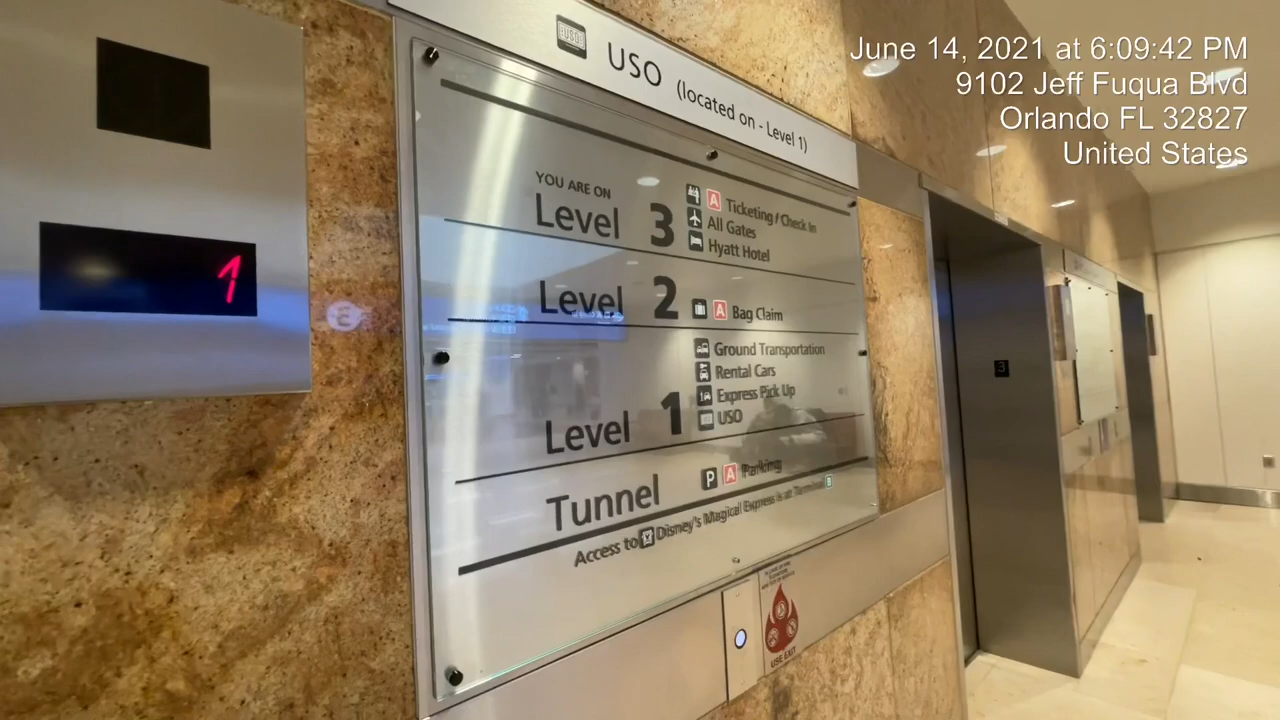 June 14, 2021 at 6:09:42 PM
9102 Jeff Fuqua Blvd
Orlando FL 32827
United States
USO (located on - Level 1)
YOU ARE ON
Level 3
A Ticketing / Check In
All Gates
Hyatt Hotel
Level 2
A Bag Claim
Level 1
Ground Transportation
Rental Cars
Express Pick Up
USO
Tunnel
P A Parking
Access to Disney's Magical Express is at Terminal B
1
3
USE EXIT